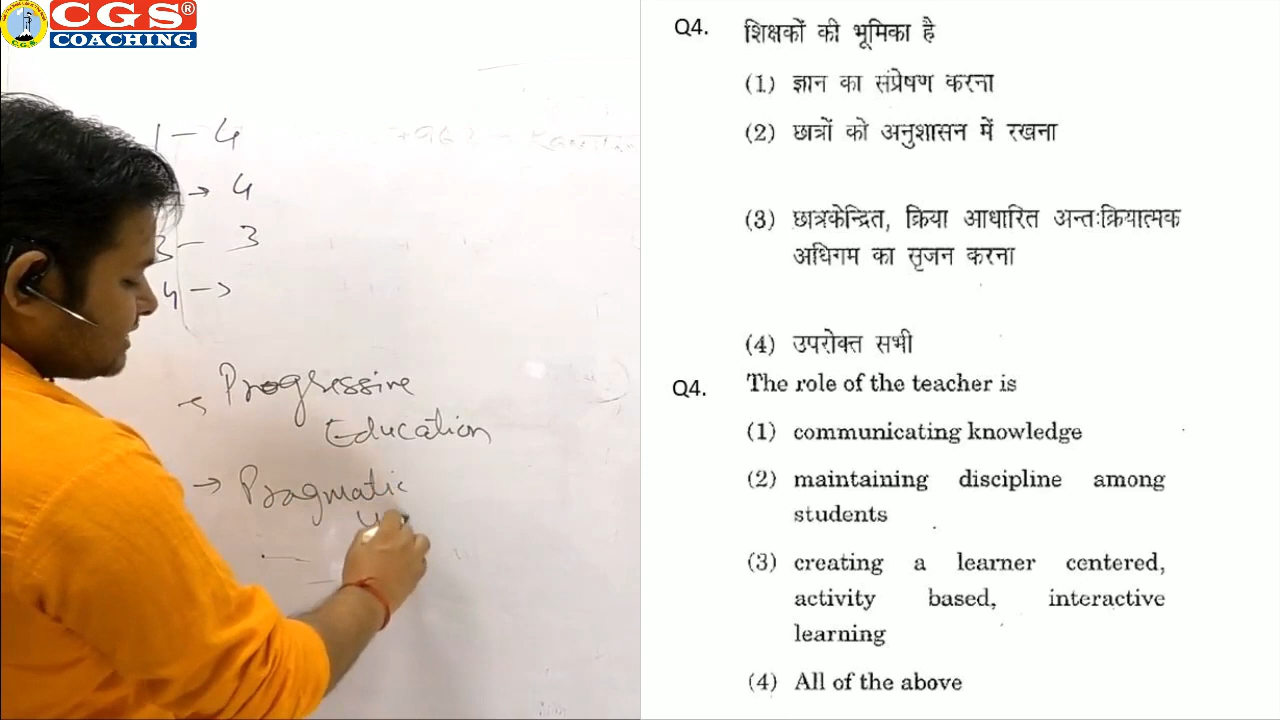 CGS®
COACHING
C.G.S.
1 - 4
→ 4
3 - 3
4 →
Progressive
Education
→ Pragmatic
Q4. शिक्षकों की भूमिका है
(1) ज्ञान का संप्रेषण करना
(2) छात्रों को अनुशासन में रखना
(3) छात्रकेन्द्रित, क्रिया आधारित अन्तःक्रियात्मक
अधिगम का सृजन करना
(4) उपरोक्त सभी
Q4. The role of the teacher is
(1) communicating knowledge
(2) maintaining discipline among
students
(3) creating a learner centered,
activity based, interactive
learning
(4) All of the above